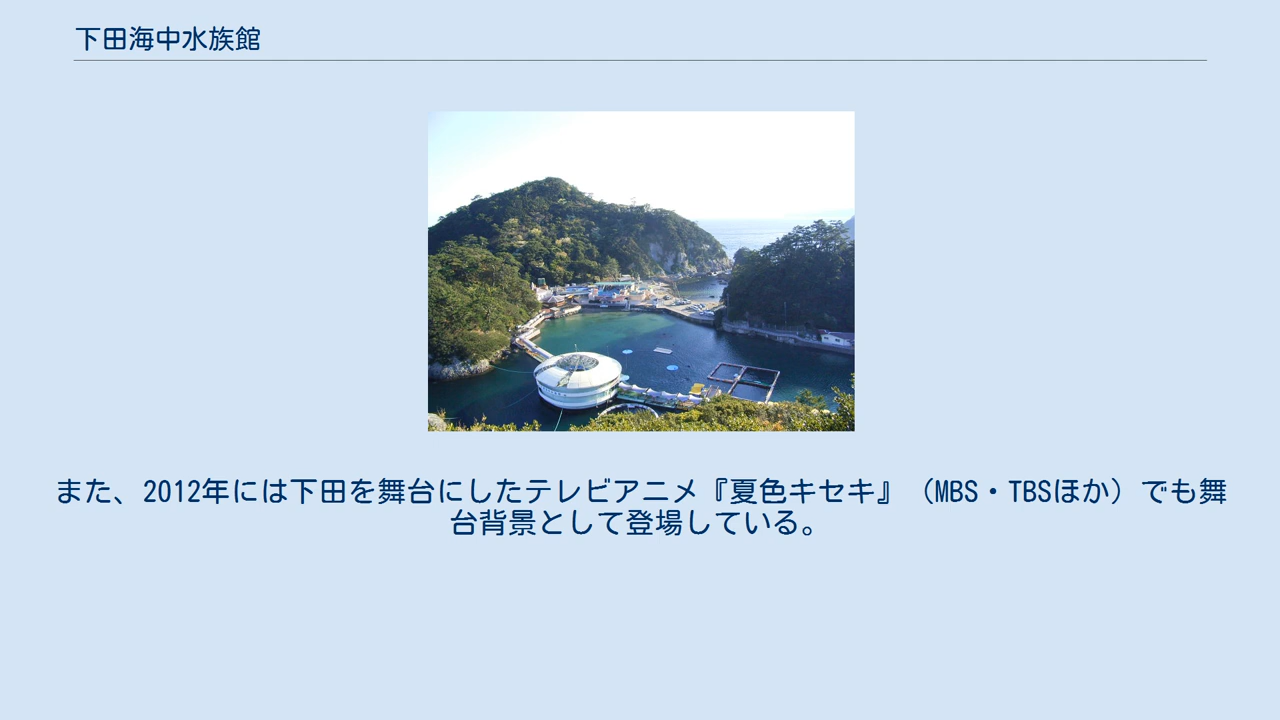 下田海中水族館
また、2012年には下田を舞台にしたテレビアニメ『夏色キセキ』（MBS・TBSほか）でも舞
台背景として登場している。